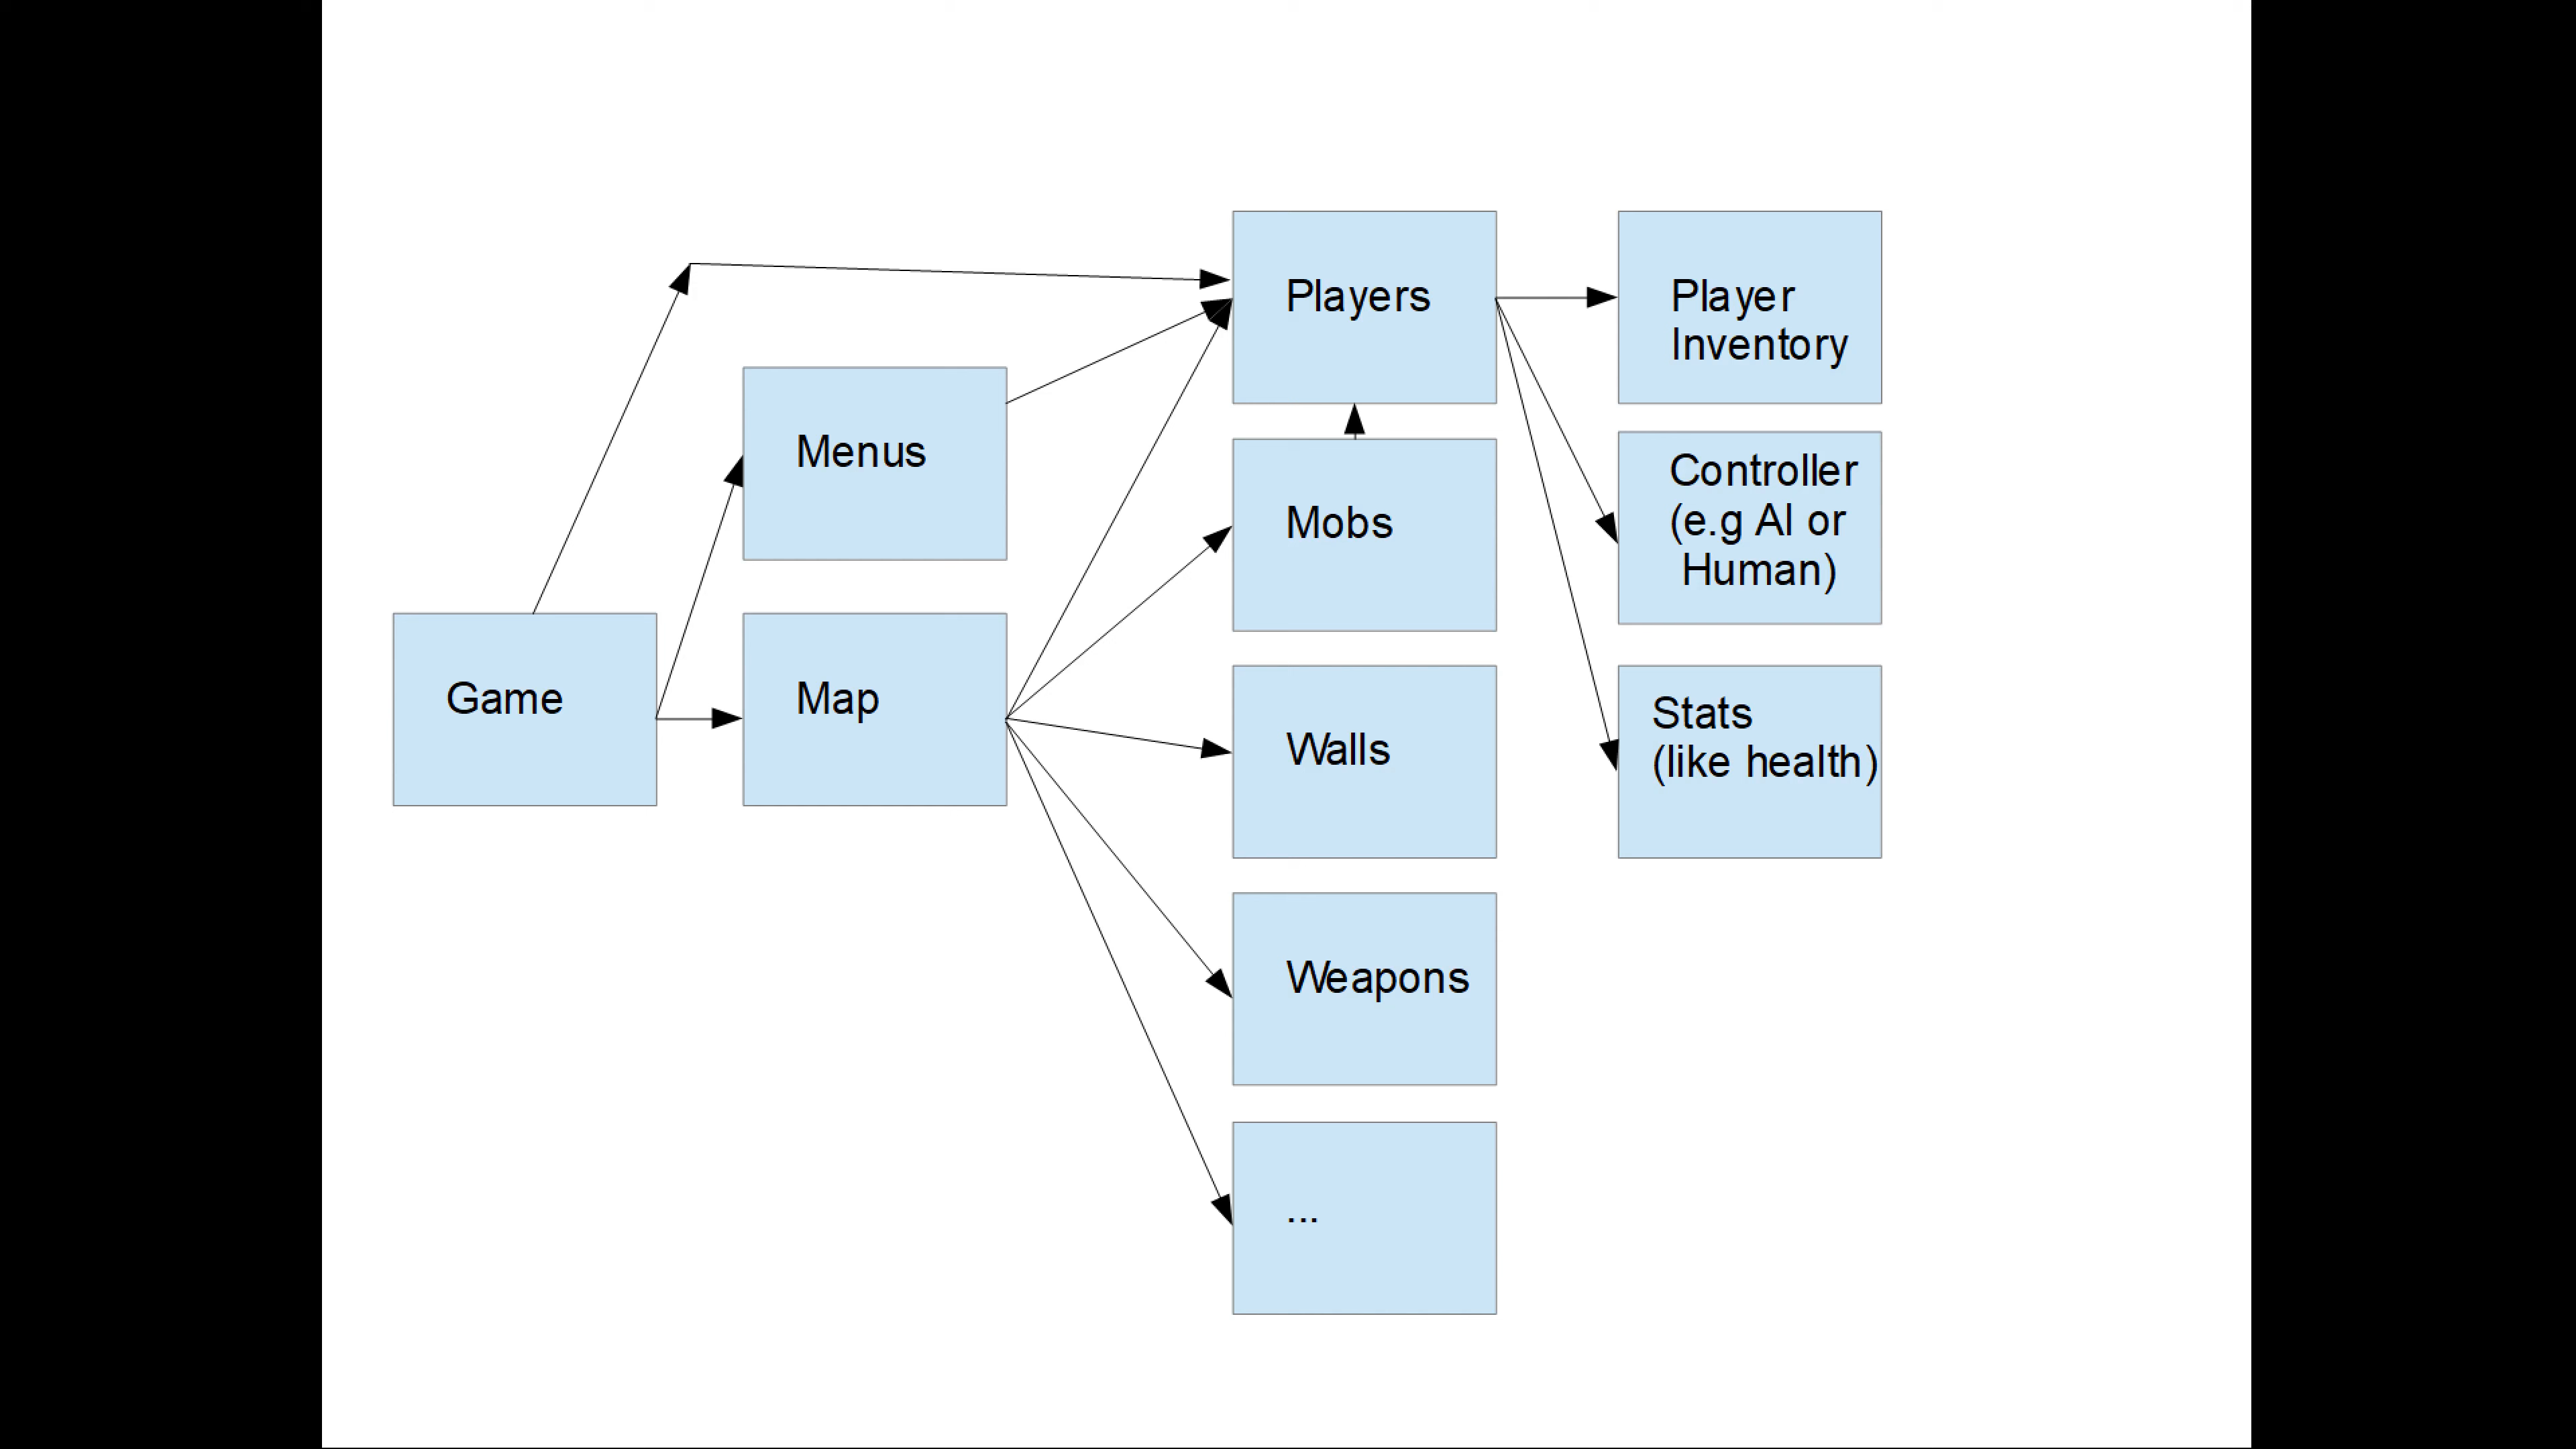 Players
Player
Inventory
Menus
Mobs
Controller
(e.g AI or
Human)
Game
Map
Walls
Stats
(like health)
Weapons
...